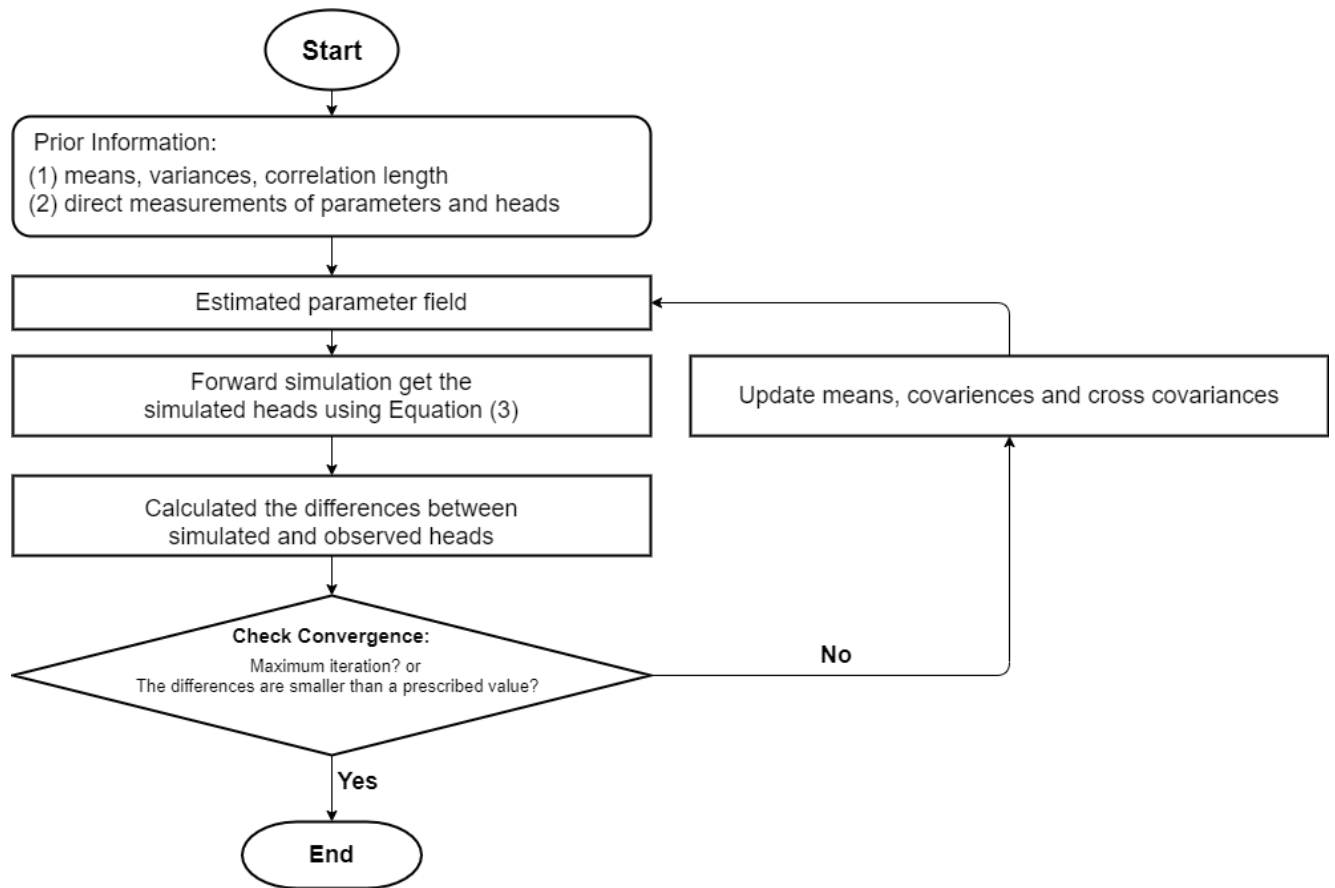 Start
Prior Information:
(1) means, variances, correlation length
(2) direct measurements of parameters and heads
Estimated parameter field
Forward simulation get the
simulated heads using Equation (3)
Update means, covariences and cross covariances
Calculated the differences between
simulated and observed heads
Check Convergence:
Maximum iteration? or
The differences are smaller than a prescribed value?
No
Yes
End